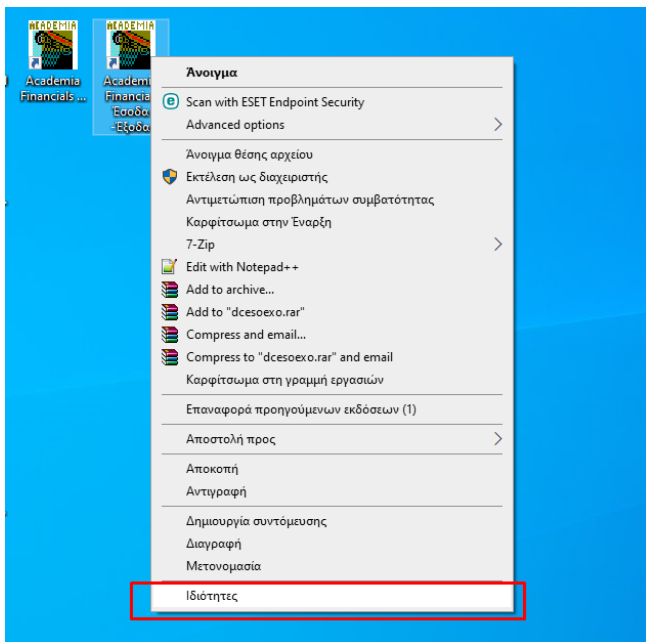 ACADEMIA
ACADEMIA
Academia
Financials ...
Academi
Financia
Έσοδα
-Έξοδα
Άνοιγμα
Scan with ESET Endpoint Security
Advanced options
Άνοιγμα θέσης αρχείου
Εκτέλεση ως διαχειριστής
Αντιμετώπιση προβλημάτων συμβατότητας
Καρφίτσωμα στην Έναρξη
7-Zip
Edit with Notepad++
Add to archive...
Add to "dcesoexo.rar"
Compress and email...
Compress to "dcesoexo.rar" and email
Καρφίτσωμα στη γραμμή εργασιών
Επαναφορά προηγούμενων εκδόσεων (1)
Αποστολή προς
Αποκοπή
Αντιγραφή
Δημιουργία συντόμευσης
Διαγραφή
Μετονομασία
Ιδιότητες